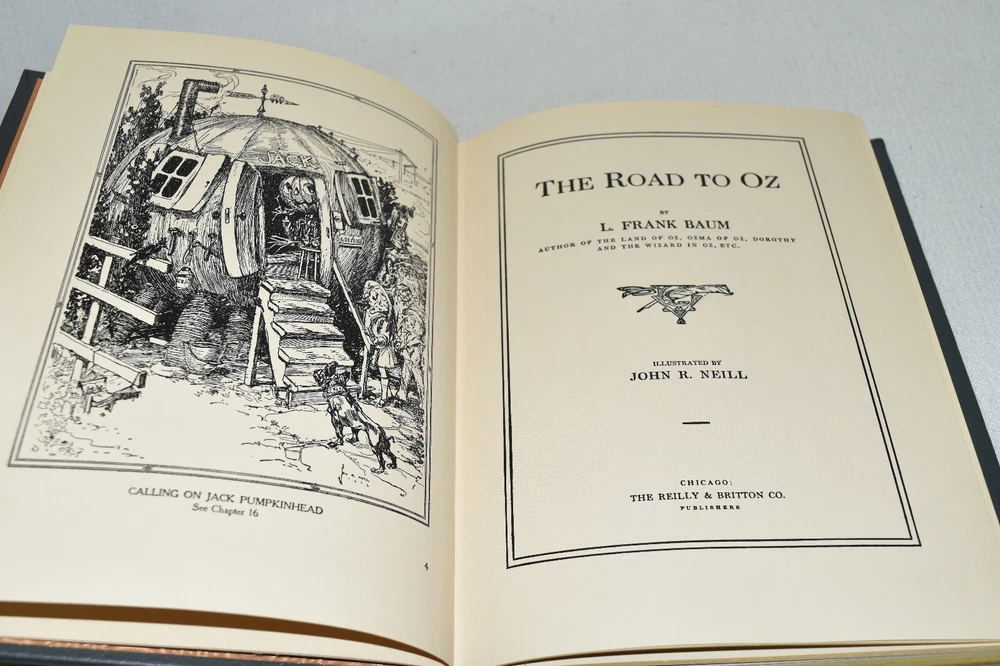 JACK
CALLING ON JACK PUMPKINHEAD
See Chapter 16
4
THE ROAD TO OZ
BY
L. FRANK BAUM
AUTHOR OF THE LAND OF OZ, OZMA OF OZ, DOROTHY
AND THE WIZARD IN OZ, ETC.
ILLUSTRATED BY
JOHN R. NEILL
CHICAGO:
THE REILLY & BRITTON CO.
PUBLISHERS